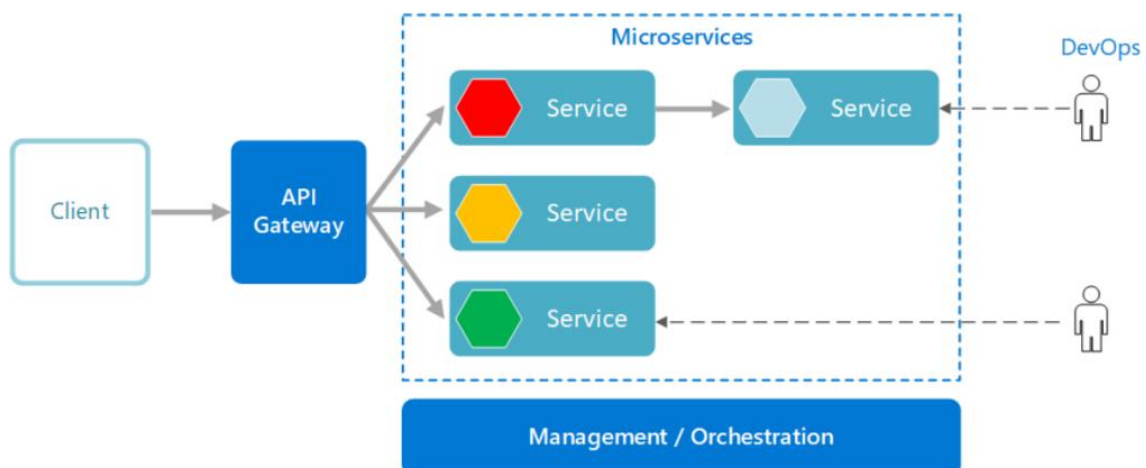 Microservices
DevOps
Service
Service
Client
API
Gateway
Service
Service
Management / Orchestration